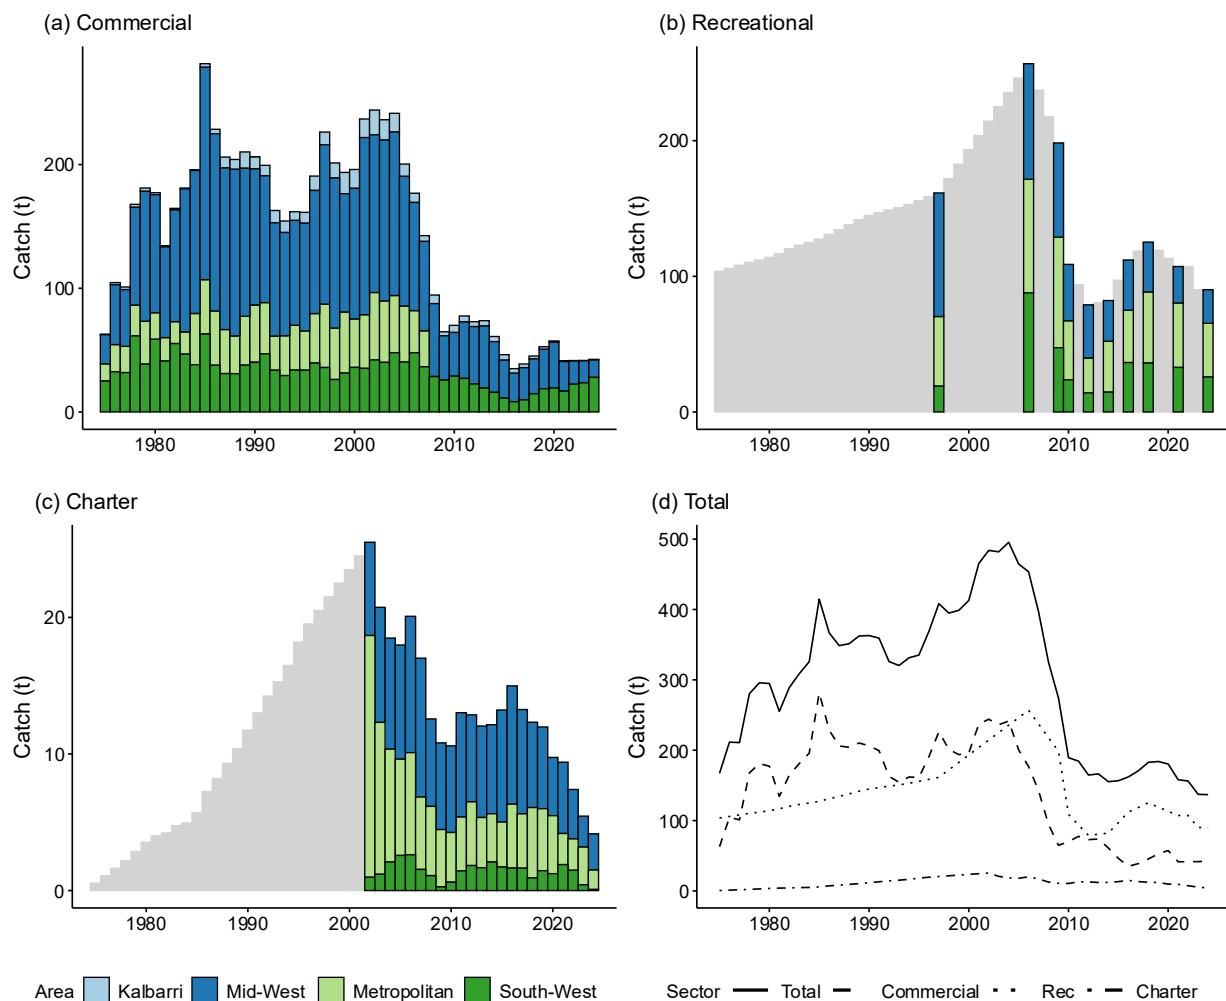 (a) Commercial
Catch (t)
200
100
0
1980 1990 2000 2010 2020
(b) Recreational
Catch (t)
200
100
0
1980 1990 2000 2010 2020
(c) Charter
Catch (t)
20
10
0
1980 1990 2000 2010 2020
(d) Total
Catch (t)
500
400
300
200
100
0
1980 1990 2000 2010 2020
Area Kalbarri Mid-West Metropolitan South-West
Sector Total Commercial Rec Charter